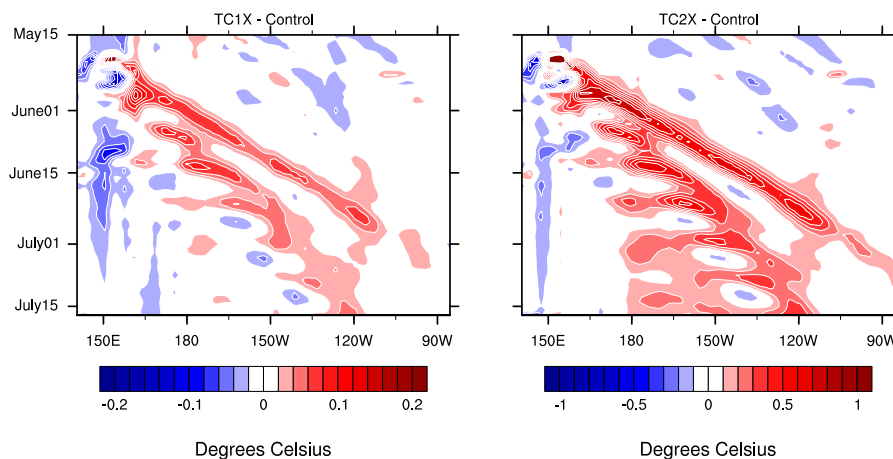 TC1X - Control
TC2X - Control
May15
June01
June15
July01
July15
150E 180 150W 120W 90W
150E 180 150W 120W 90W
-0.2 -0.1 0 0.1 0.2
-1 -0.5 0 0.5 1
Degrees Celsius
Degrees Celsius